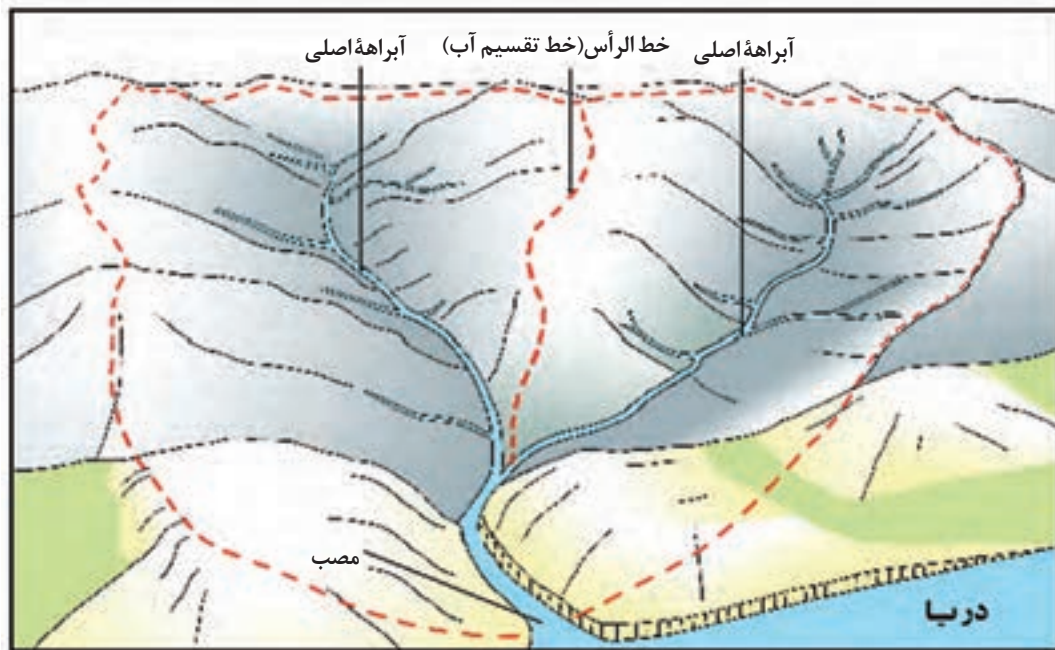 آبراههٔ اصلی
خط الرأس (خط تقسیم آب)
آبراههٔ اصلی
مصب
دریا